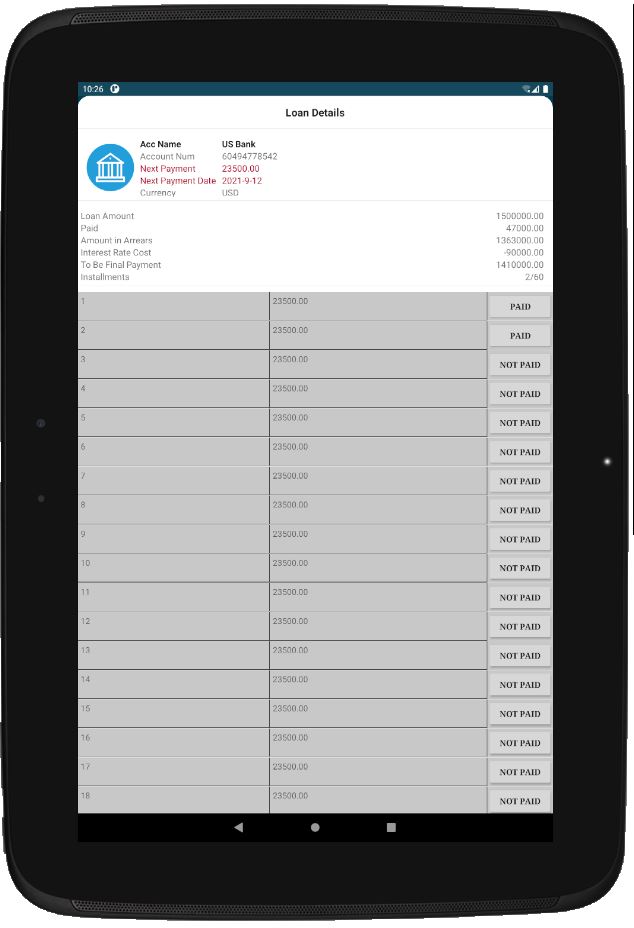 10:26
Loan Details
Acc Name US Bank
Account Num 60494778542
Next Payment 23500.00
Next Payment Date 2021-9-12
Currency USD
Loan Amount 1500000.00
Paid 47000.00
Amount in Arrears 1363000.00
Interest Rate Cost -90000.00
To Be Final Payment 1410000.00
Installments 2/60
1 23500.00 PAID
2 23500.00 PAID
3 23500.00 NOT PAID
4 23500.00 NOT PAID
5 23500.00 NOT PAID
6 23500.00 NOT PAID
7 23500.00 NOT PAID
8 23500.00 NOT PAID
9 23500.00 NOT PAID
10 23500.00 NOT PAID
11 23500.00 NOT PAID
12 23500.00 NOT PAID
13 23500.00 NOT PAID
14 23500.00 NOT PAID
15 23500.00 NOT PAID
16 23500.00 NOT PAID
17 23500.00 NOT PAID
18 23500.00 NOT PAID